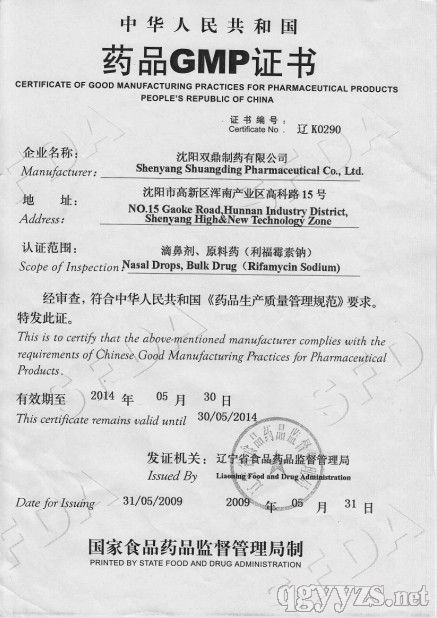 中华人民共和国
药品GMP证书
CERTIFICATE OF GOOD MANUFACTURING PRACTICES FOR PHARMACEUTICAL PRODUCTS
PEOPLE'S REPUBLIC OF CHINA
证书编号:
Certificate No. 辽 K0290
企业名称: 沈阳双鼎制药有限公司
Manufacturer: Shenyang Shuangding Pharmaceutical Co., Ltd.
地 址: 沈阳市高新区浑南产业区高科路15号
Address: NO.15 Gaoke Road,Hunnan Industry District,
Shenyang High&New Technology Zone
认证范围: 滴鼻剂、原料药（利福霉素钠）
Scope of Inspection Nasal Drops, Bulk Drug (Rifamycin Sodium)
经审查，符合中华人民共和国《药品生产质量管理规范》要求。
特发此证。
This is to certify that the above-mentioned manufacturer complies with the
requirements of Chinese Good Manufacturing Practices for Pharmaceutical
Products.
有效期至 2014 年 05 月 30 日
This certificate remains valid until 30/05/2014
发证机关: 辽宁省食品药品监督管理局
Issued By Liaoning Food and Drug Administration
Date for Issuing 31/05/2009 2009 年 05 月 31 日
国家食品药品监督管理局制
PRINTED BY STATE FOOD AND DRUG ADMINISTRATION
qgyyzs.net